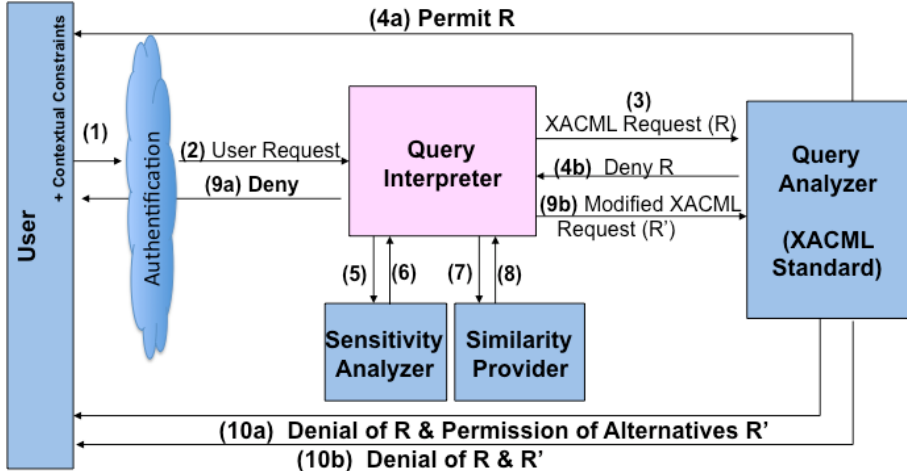 (4a) Permit R
User
+ Contextual Constraints
(1)
Authentification
(2) User Request
(9a) Deny
Query
Interpreter
(3)
XACML Request (R)
(4b) Deny R
(9b) Modified XACML
Request (R’)
Query
Analyzer
(XACML
Standard)
(5)
(6)
(7)
(8)
Sensitivity
Analyzer
Similarity
Provider
(10a) Denial of R & Permission of Alternatives R’
(10b) Denial of R & R’